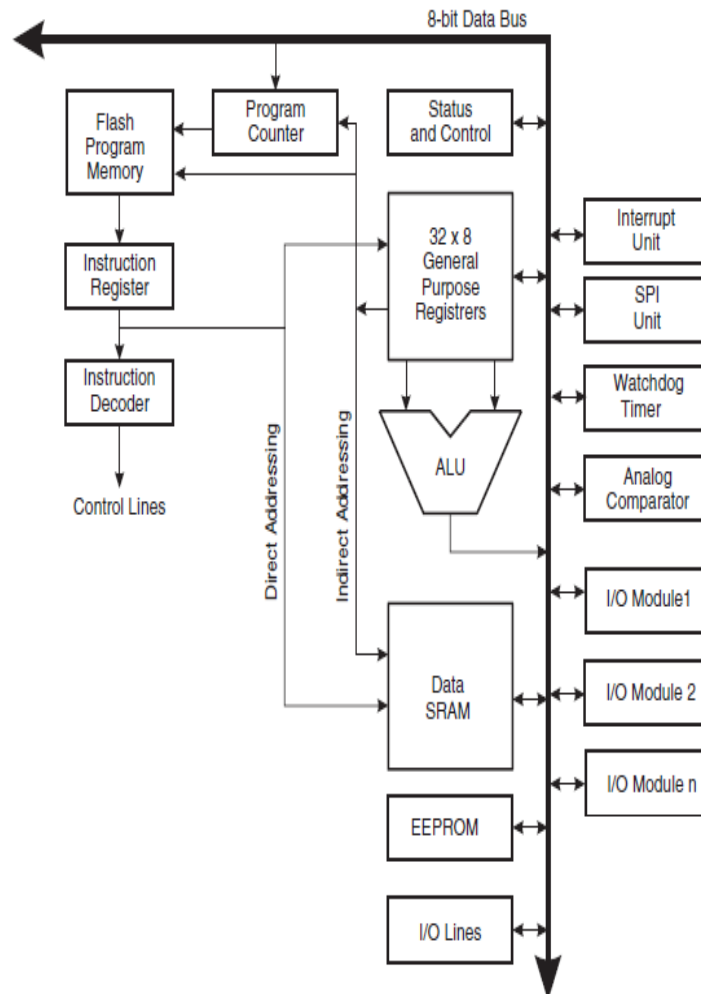 8-bit Data Bus
Flash
Program
Memory
Program
Counter
Status
and Control
32 x 8
General
Purpose
Registrers
Interrupt
Unit
Instruction
Register
SPI
Unit
Instruction
Decoder
Watchdog
Timer
ALU
Analog
Comparator
Control Lines
Direct Addressing
Indirect Addressing
I/O Module1
Data
SRAM
I/O Module 2
I/O Module n
EEPROM
I/O Lines